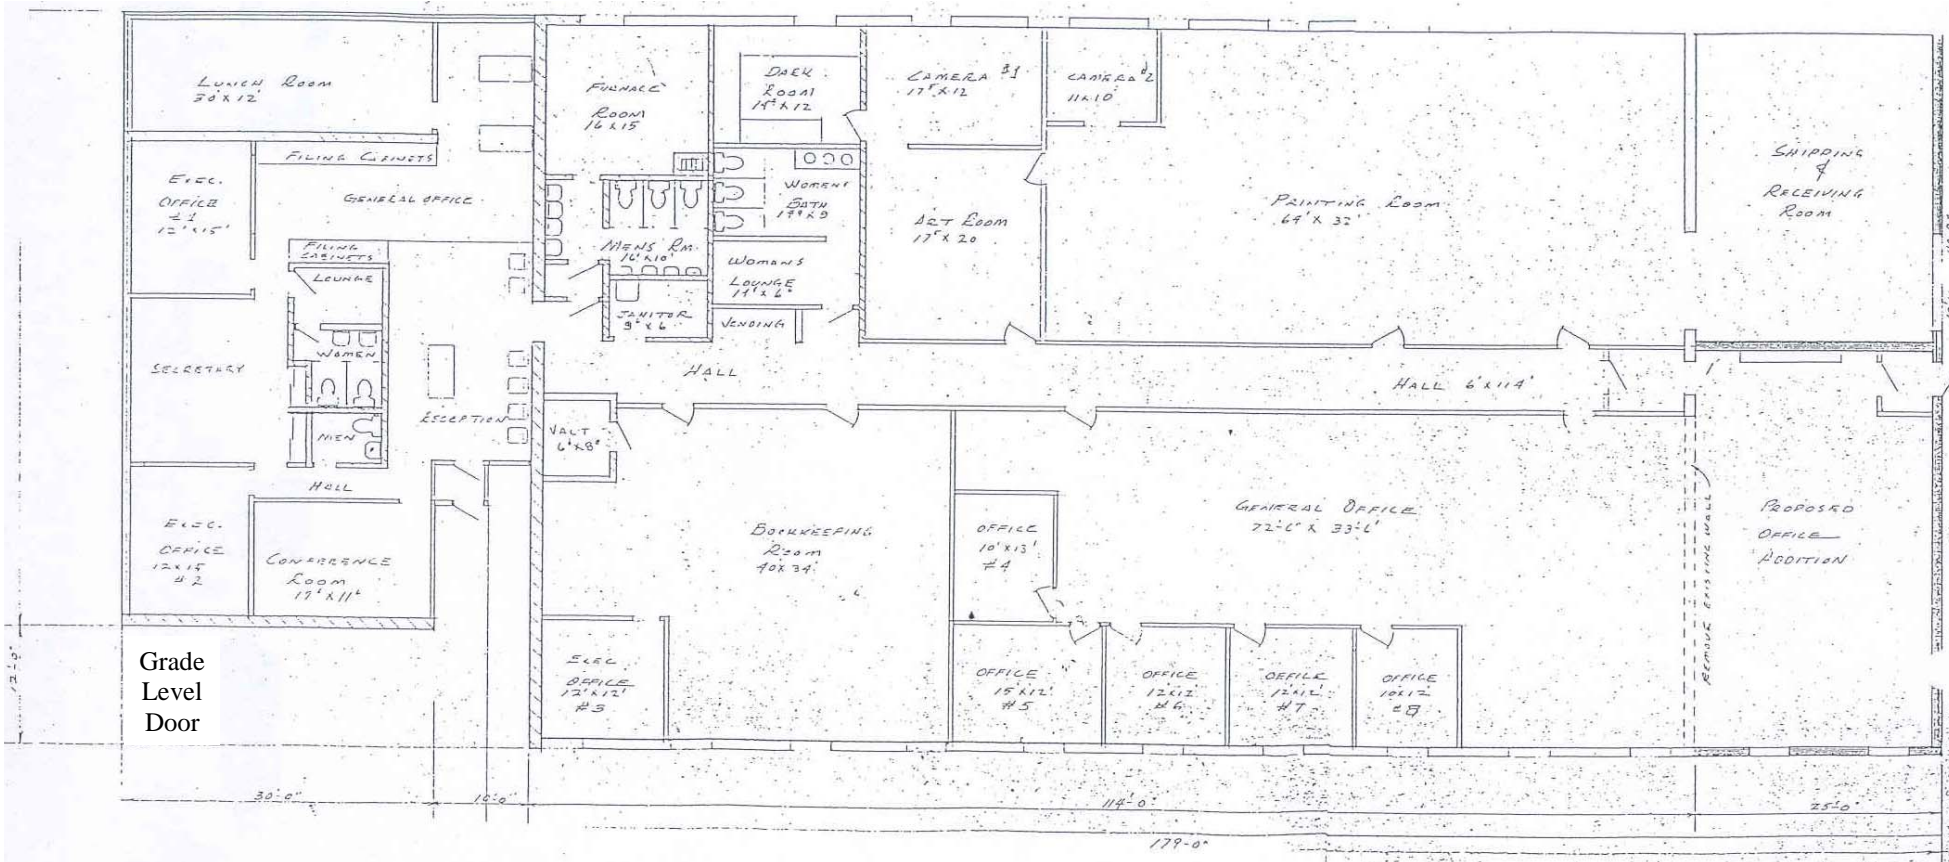 LUNCH ROOM
30' X 12'
FURNACE
ROOM
16 X 15
DARK
ROOM
14' X 12
CAMERA #1
17' X 12
CAMERA #2
11 X 10'
PRINTING ROOM
64' X 32'
SHIPPING
&
RECEIVING
ROOM
FILING CABINETS
EXEC.
OFFICE
#1
12' X 15'
GENERAL OFFICE
FILING
CABINETS
LOUNGE
WOMEN
SECRETARY
RECEPTION
MEN
HALL
EXEC.
OFFICE
12 X 15
#2
CONFERENCE
ROOM
MENS RM.
16' X 10'
JANITOR
9' X 6
WOMENS
BATH
WOMANS
LOUNGE
VENDING
ART ROOM
17' X 20
HALL
HALL 6' X 114'
6' X 8'
BOOKKEEPING
ROOM
40 X 34
OFFICE
10' X 13'
#4
GENERAL OFFICE
72'-6" X 33'-6"
REMOVE EXISTING WALL
PROPOSED
OFFICE
ADDITION
EXEC
OFFICE
12' X 12'
#3
OFFICE
15 X 12'
#5
OFFICE
12 X 12
#6
OFFICE
12 X 12'
#7
OFFICE
10 X 12
#8
12'-0"
Grade
Level
Door
30'-0"
10'-0"
114'-0"
25'-0"
179'-0"